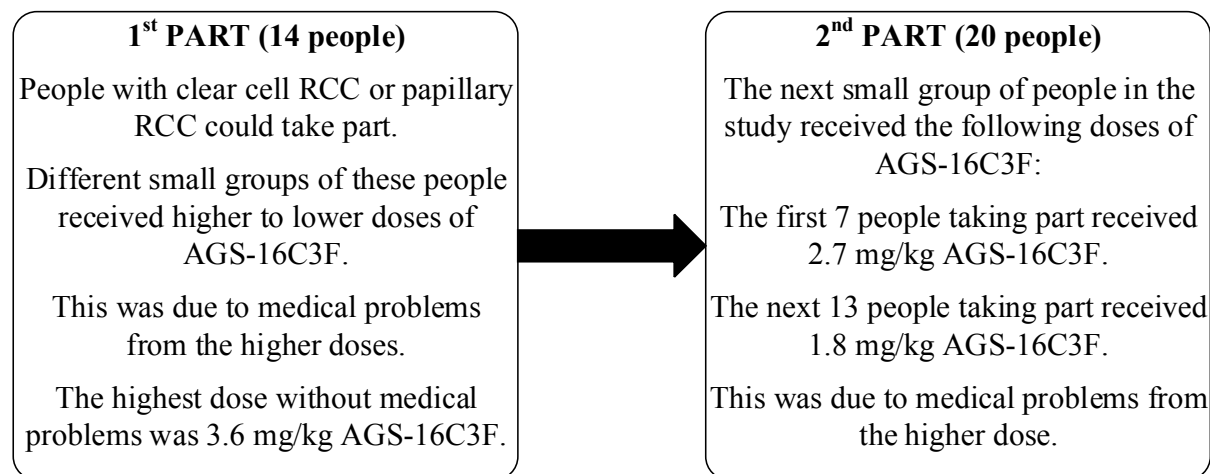 1st PART (14 people)
People with clear cell RCC or papillary
RCC could take part.
Different small groups of these people
received higher to lower doses of
AGS-16C3F.
This was due to medical problems
from the higher doses.
The highest dose without medical
problems was 3.6 mg/kg AGS-16C3F.
2nd PART (20 people)
The next small group of people in the
study received the following doses of
AGS-16C3F:
The first 7 people taking part received
2.7 mg/kg AGS-16C3F.
The next 13 people taking part received
1.8 mg/kg AGS-16C3F.
This was due to medical problems from
the higher dose.